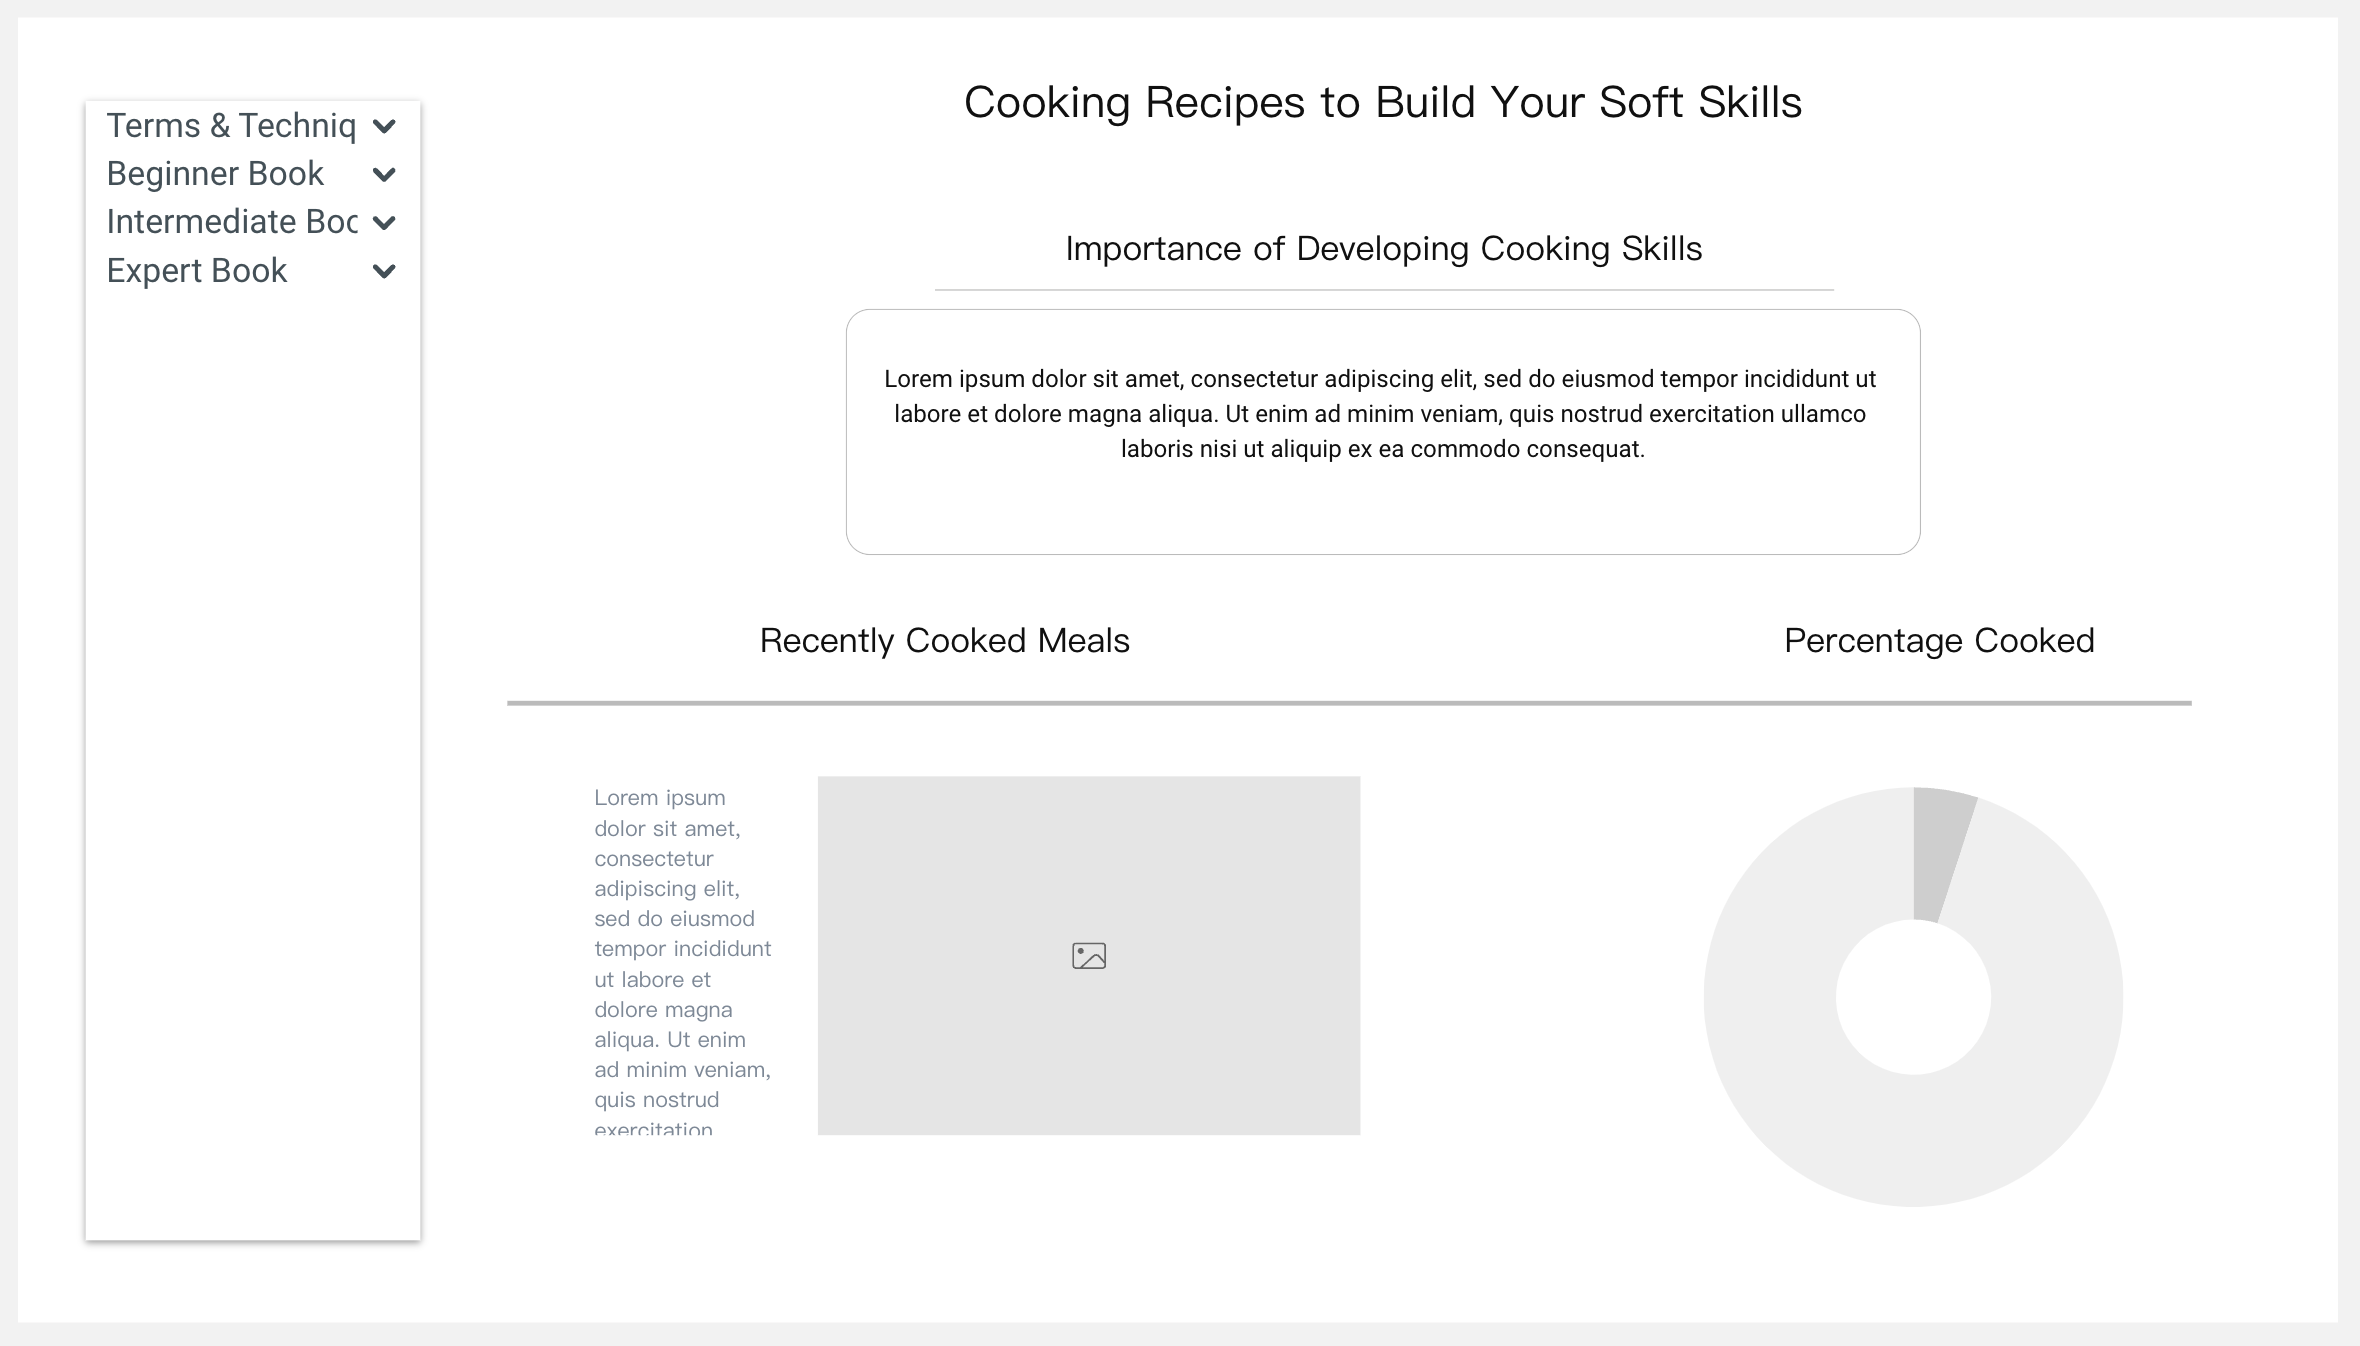 Terms & Techniq
Beginner Book
Intermediate Boo
Expert Book
Cooking Recipes to Build Your Soft Skills
Importance of Developing Cooking Skills
Lorem ipsum dolor sit amet, consectetur adipiscing elit, sed do eiusmod tempor incididunt ut
labore et dolore magna aliqua. Ut enim ad minim veniam, quis nostrud exercitation ullamco
laboris nisi ut aliquip ex ea commodo consequat.
Recently Cooked Meals
Percentage Cooked
Lorem ipsum
dolor sit amet,
consectetur
adipiscing elit,
sed do eiusmod
tempor incididunt
ut labore et
dolore magna
aliqua. Ut enim
ad minim veniam,
quis nostrud
exercitation